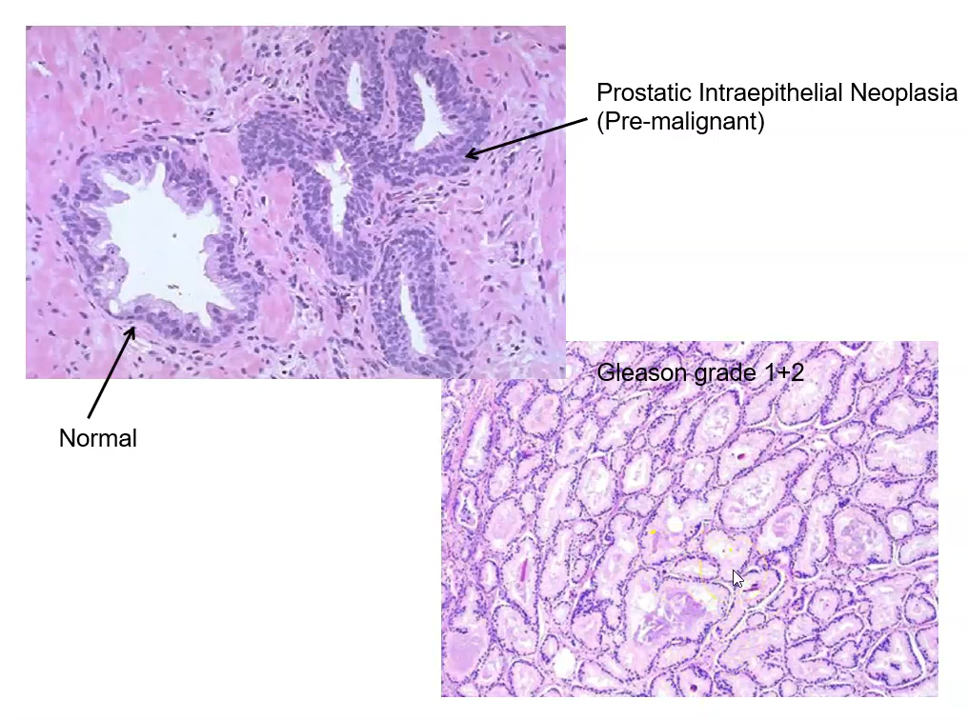 Prostatic Intraepithelial Neoplasia
(Pre-malignant)
Gleason grade 1+2
Normal